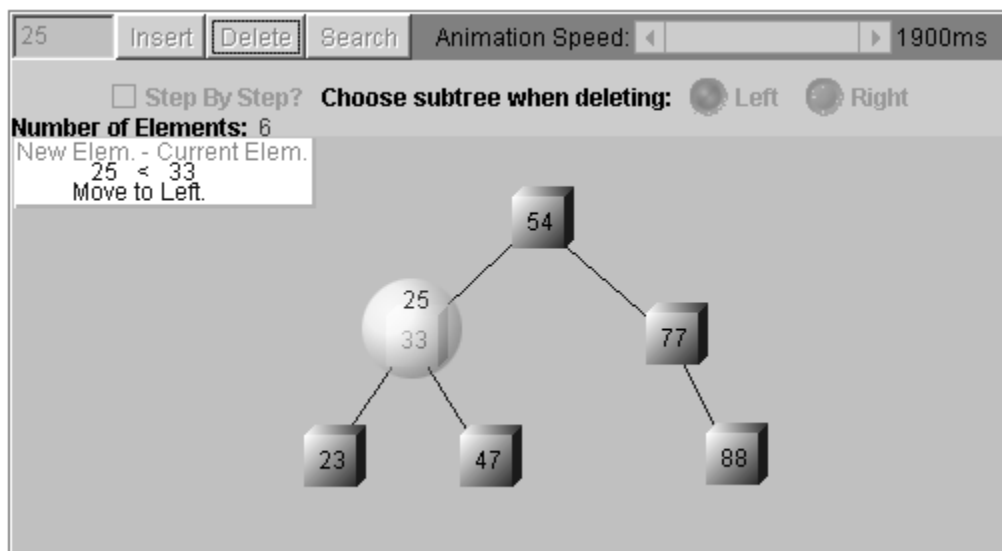 25 Insert Delete Search Animation Speed: 1900ms
Step By Step? Choose subtree when deleting: Left Right
Number of Elements: 6
New Elem. - Current Elem.
25 < 33
Move to Left.
54
25
33 77
23 47 88